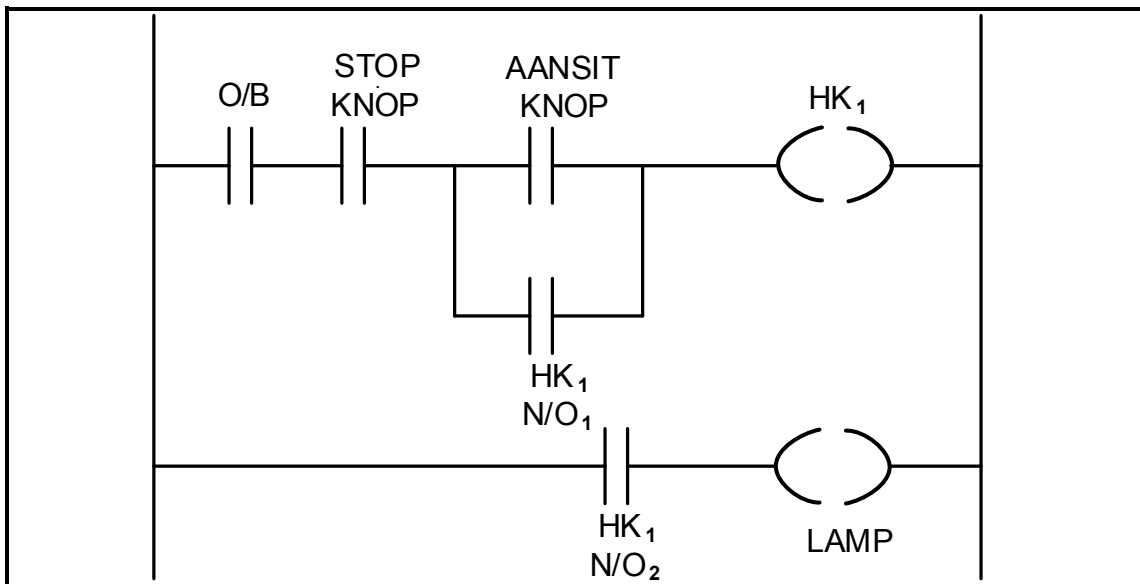 O/B
STOP
KNOP
AANSIT
KNOP
HK₁
HK₁
N/O₁
HK₁
N/O₂
LAMP